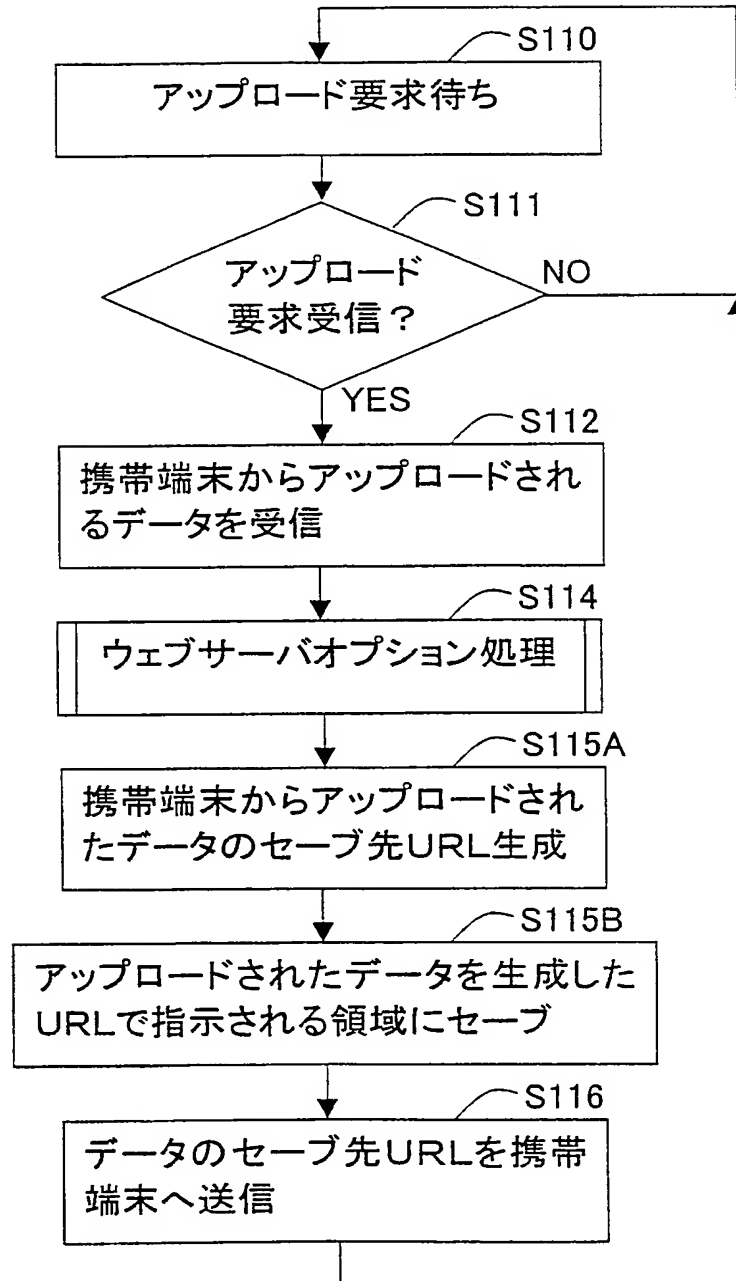 S110
アップロード要求待ち
S111
アップロード
要求受信?
NO
YES
S112
携帯端末からアップロードされ
るデータを受信
S114
ウェブサーバオプション処理
S115A
携帯端末からアップロードされ
たデータのセーブ先URL生成
S115B
アップロードされたデータを生成した
URLで指示される領域にセーブ
S116
データのセーブ先URLを携帯
端末へ送信